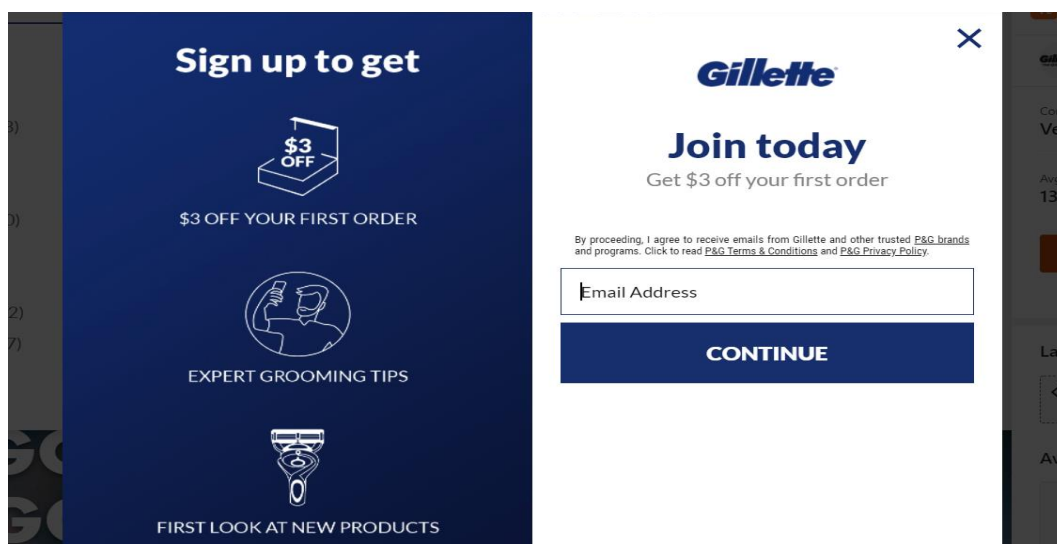 Sign up to get
$3
OFF
$3 OFF YOUR FIRST ORDER
EXPERT GROOMING TIPS
FIRST LOOK AT NEW PRODUCTS
Gillette
Join today
Get $3 off your first order
By proceeding, I agree to receive emails from Gillette and other trusted P&G brands
and programs. Click to read P&G Terms & Conditions and P&G Privacy Policy.
Email Address
CONTINUE